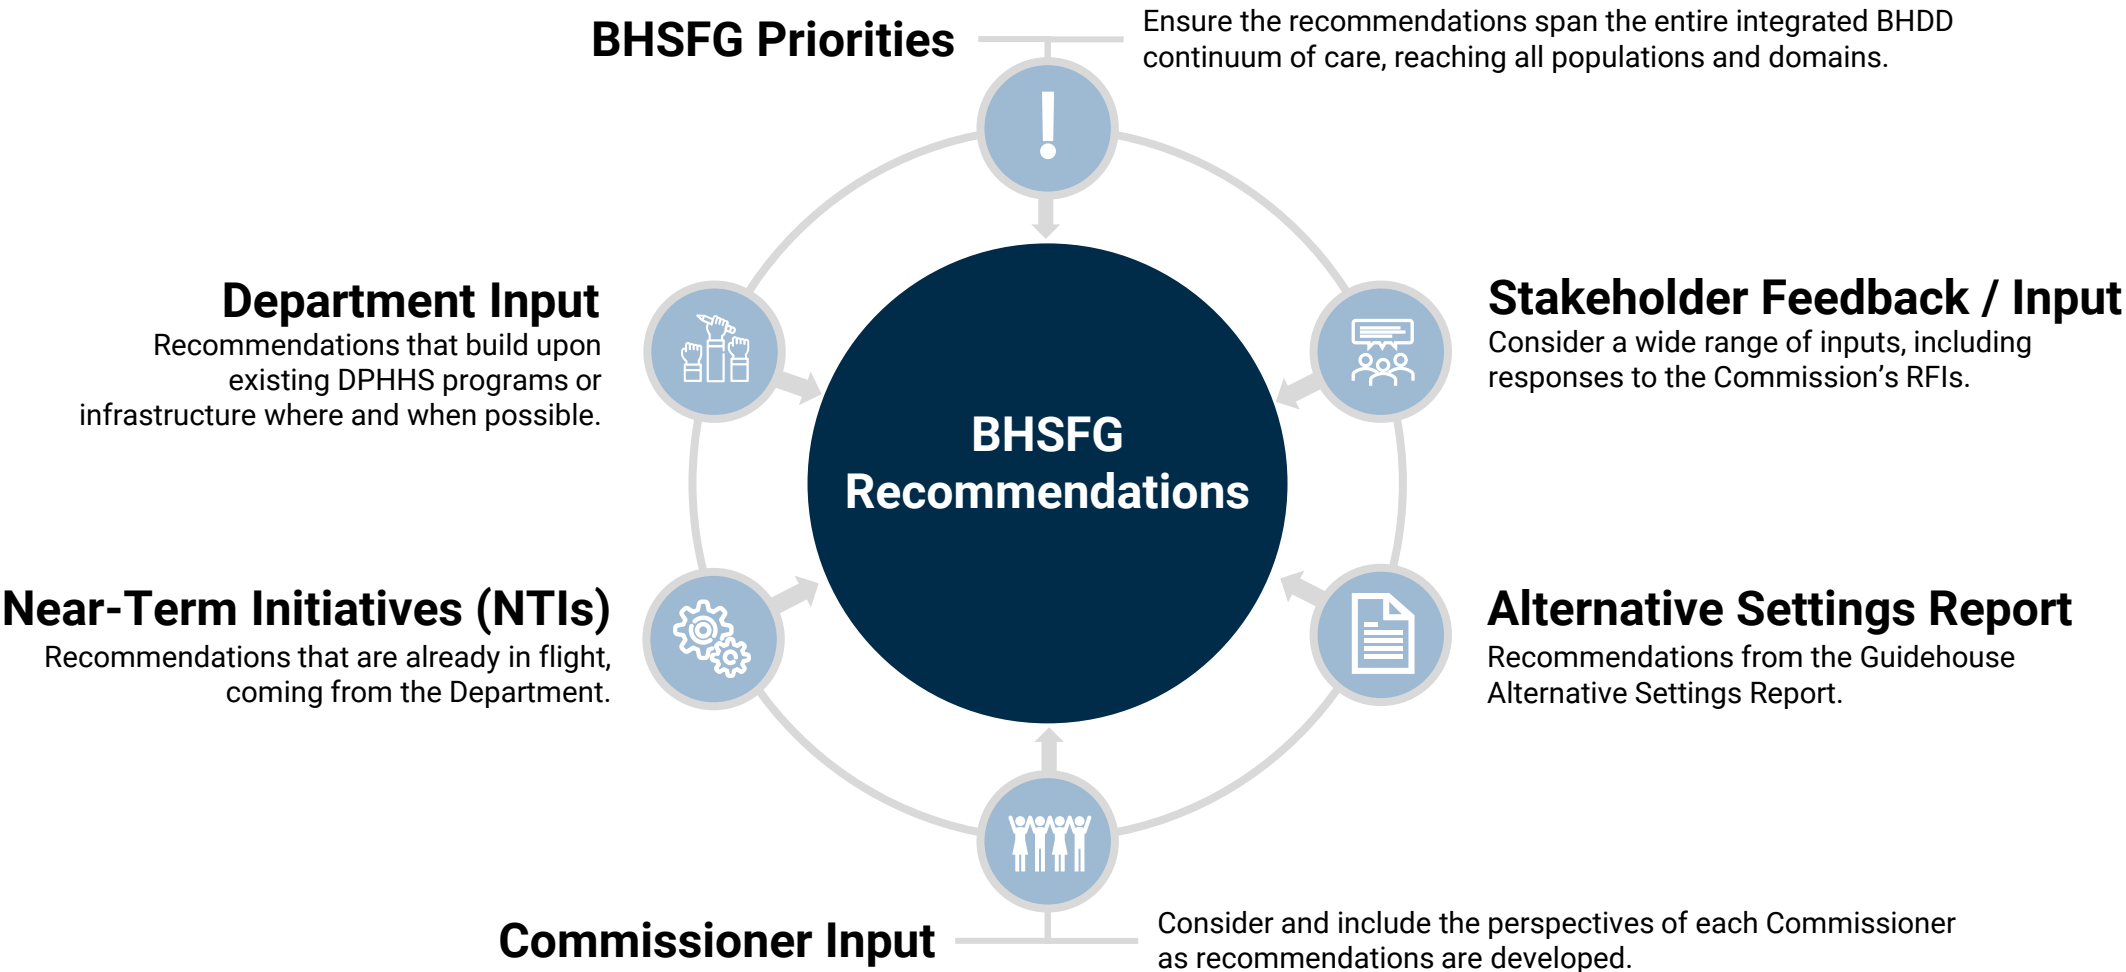 BHSFG Priorities
Ensure the recommendations span the entire integrated BHDD
continuum of care, reaching all populations and domains.
Department Input
Recommendations that build upon
existing DPHHS programs or
infrastructure where and when possible.
Stakeholder Feedback / Input
Consider a wide range of inputs, including
responses to the Commission’s RFIs.
BHSFG
Recommendations
Near-Term Initiatives (NTIs)
Recommendations that are already in flight,
coming from the Department.
Alternative Settings Report
Recommendations from the Guidehouse
Alternative Settings Report.
Commissioner Input
Consider and include the perspectives of each Commissioner
as recommendations are developed.